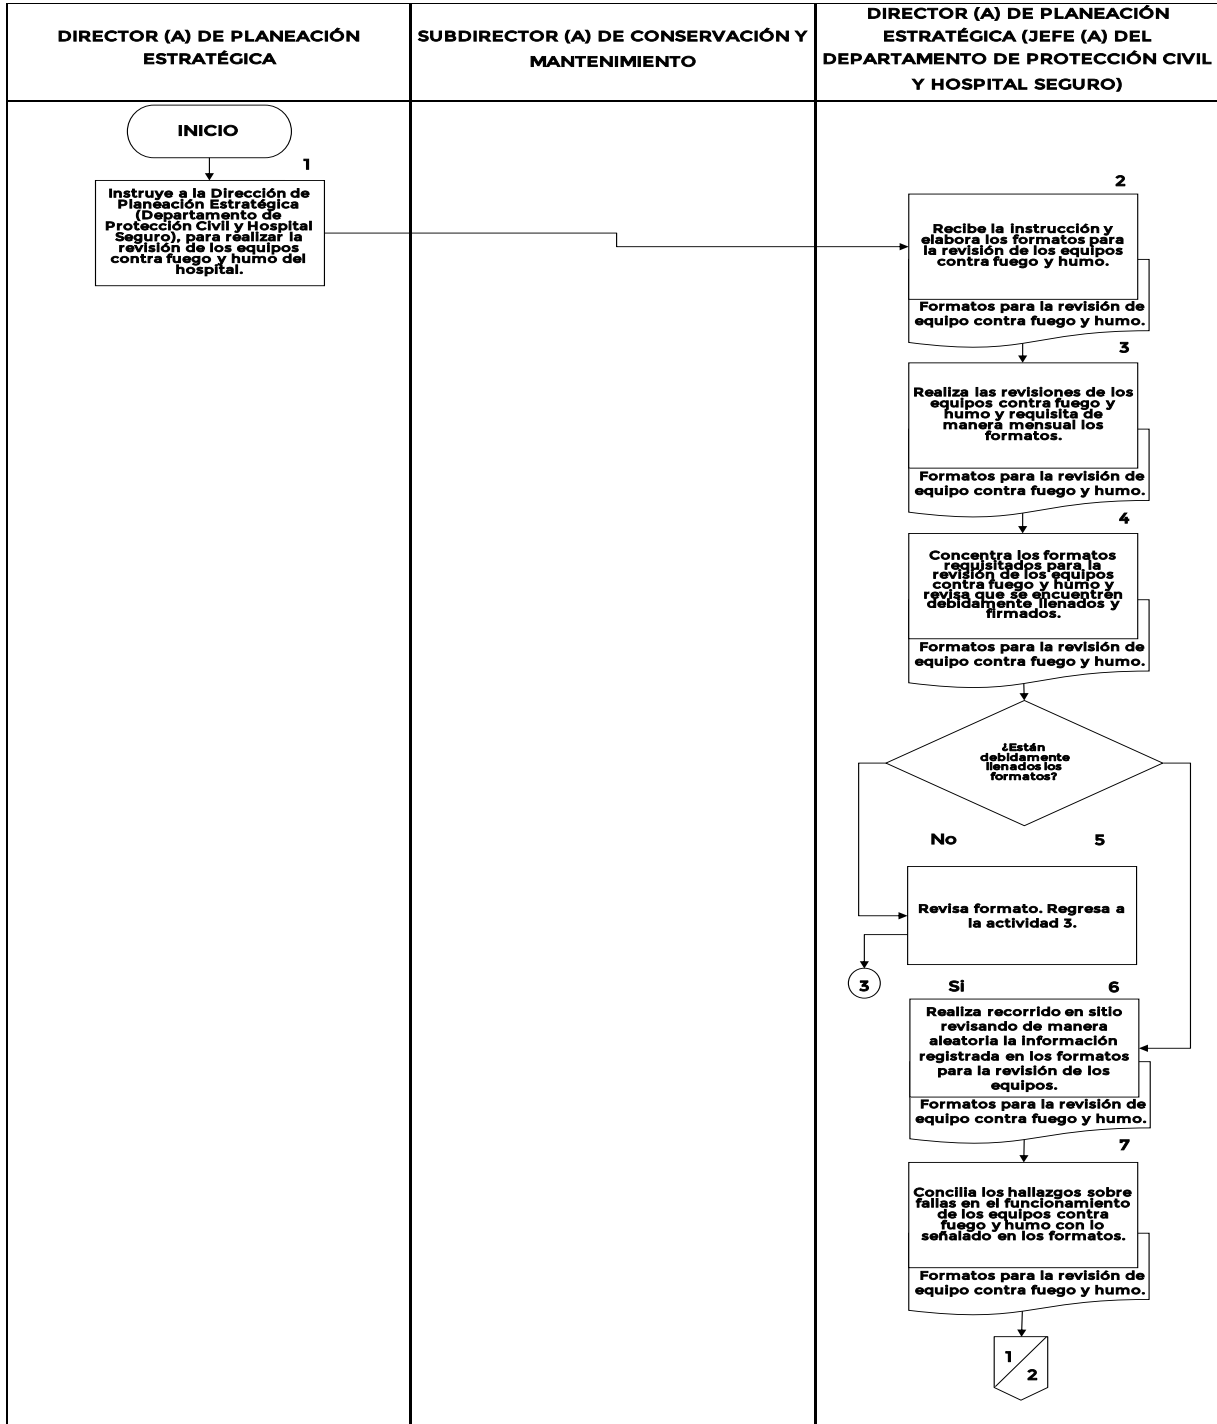 DIRECTOR (A) DE PLANEACIÓN
ESTRATÉGICA
SUBDIRECTOR (A) DE CONSERVACIÓN Y
MANTENIMIENTO
DIRECTOR (A) DE PLANEACIÓN
ESTRATÉGICA (JEFE (A) DEL
DEPARTAMENTO DE PROTECCIÓN CIVIL
Y HOSPITAL SEGURO)
INICIO
1
Instruye a la Dirección de
Planeación Estratégica
(Departamento de
Protección Civil y Hospital
Seguro), para realizar la
revisión de los equipos
contra fuego y humo del
hospital.
2
Recibe la instrucción y
elabora los formatos para
la revisión de los equipos
contra fuego y humo.
Formatos para la revisión de
equipo contra fuego y humo.
3
Realiza las revisiones de los
equipos contra fuego y
humo y requisita de
manera mensual los
formatos.
Formatos para la revisión de
equipo contra fuego y humo.
4
Concentra los formatos
requisitados para la
revisión de los equipos
contra fuego y humo y
revisa que se encuentren
debidamente llenados y
firmados.
Formatos para la revisión de
equipo contra fuego y humo.
¿Están
debidamente
llenados los
formatos?
No
5
Revisa formato. Regresa a
la actividad 3.
3
Si
6
Realiza recorrido en sitio
revisando de manera
aleatoria la información
registrada en los formatos
para la revisión de los
equipos.
Formatos para la revisión de
equipo contra fuego y humo.
7
Concilia los hallazgos sobre
fallas en el funcionamiento
de los equipos contra
fuego y humo con lo
señalado en los formatos.
Formatos para la revisión de
equipo contra fuego y humo.
1
2